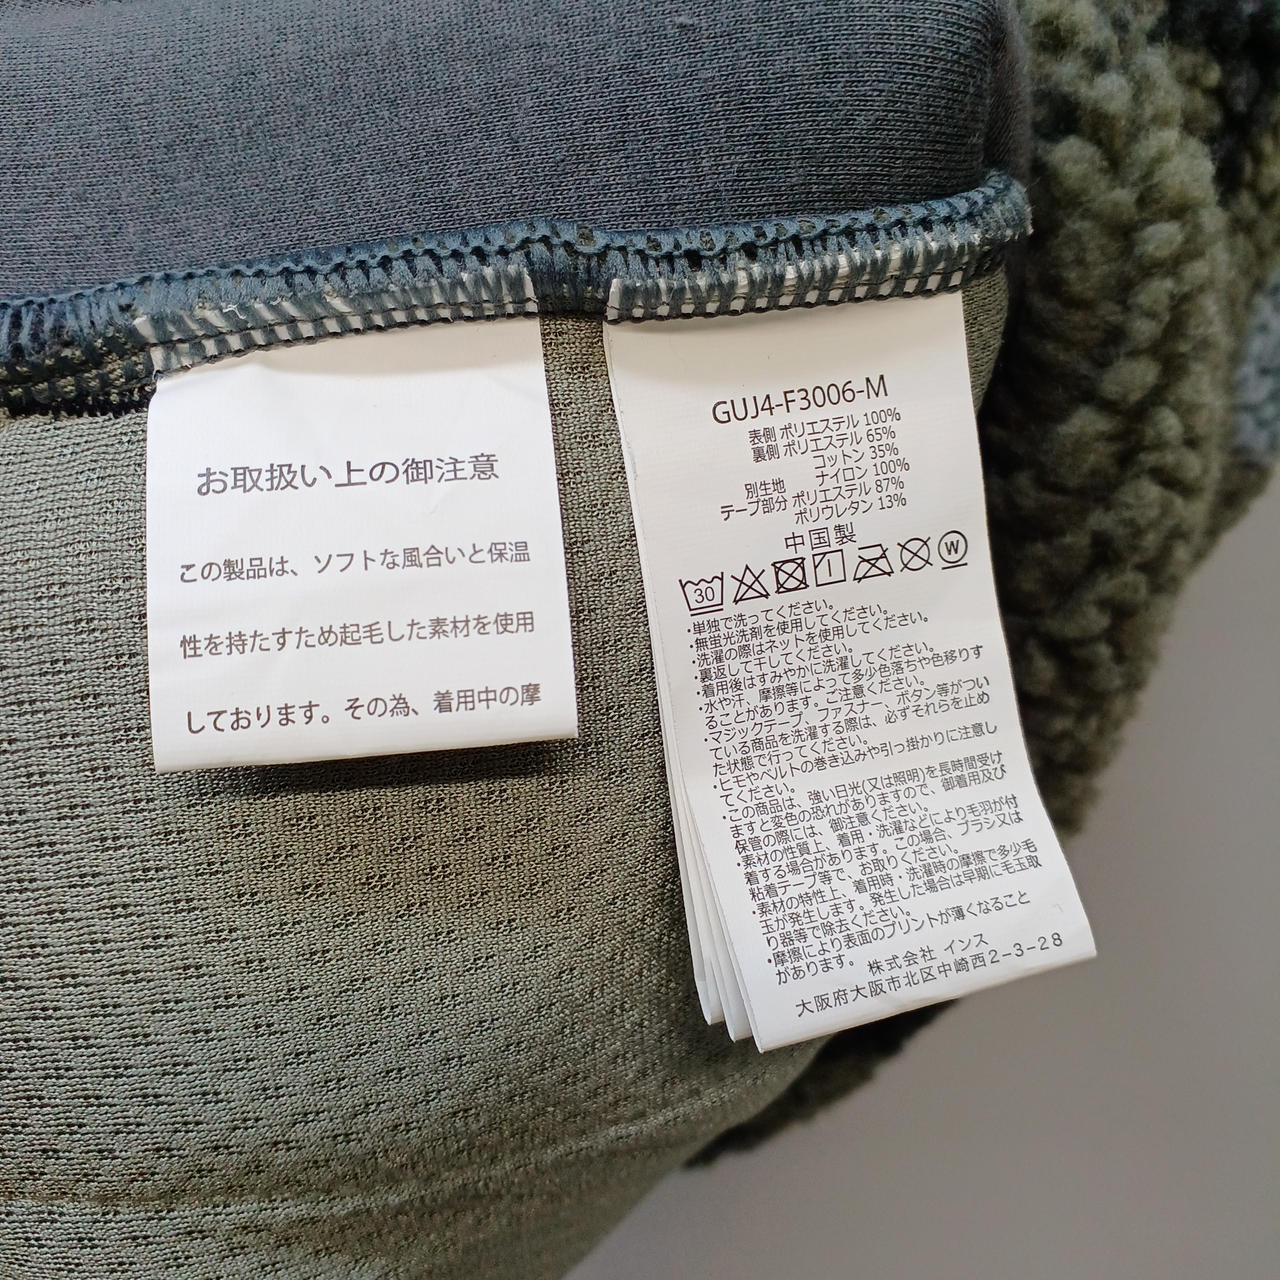 お取扱い上の御注意
この製品は、ソフトな風合いと保温
性を持たすため起毛した素材を使用
しております。その為、着用中の摩
GUJ4-F3006-M
表側 ポリエステル 100%
裏側 ポリエステル 65%
コットン 35%
別生地 ナイロン 100%
テープ部分 ポリエステル 87%
ポリウレタン 13%
中国製
30 W
・単独で洗ってください。
・無蛍光洗剤を使用してください。
・洗濯の際はネットを使用してください。
・裏返して干してください。
・着用後はすみやかに洗濯してください。
・水や汗、摩擦等によって多少色落ちや色移りす
ることがあります。ご注意ください。
・マジックテープ、ファスナー、ボタン等がつい
ている商品を洗濯する際は、必ずそれらを止め
た状態で行ってください。
・ヒモやベルトの巻き込みや引っ掛かりに注意し
てください。
・この商品は、強い日光(又は照明)を長時間受け
ますと変色の恐れがありますので、御着用及び
保管の際には、御注意ください。
・素材の性質上、着用・洗濯などにより毛羽が付
着する場合があります。この場合、ブラシ又は
粘着テープ等で、お取りください。
・素材の特性上、着用時・洗濯時の摩擦で多少毛
玉が発生します。発生した場合は早期に毛玉取
り器等で除去ください。
・摩擦により表面のプリントが薄くなること
があります。
株式会社 インス
大阪府大阪市北区中崎西2-3-28